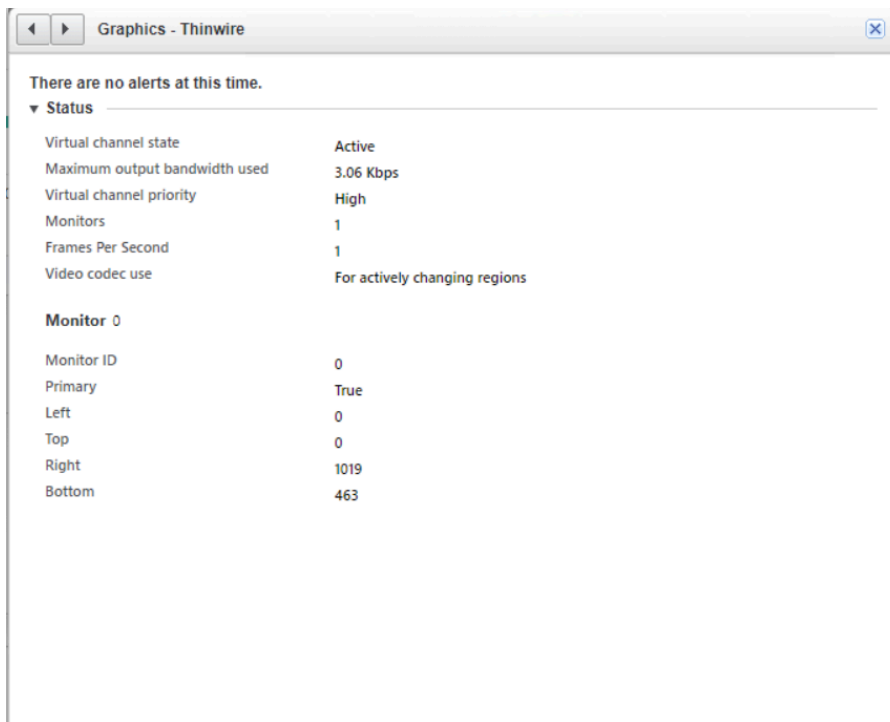 Graphics - Thinwire
There are no alerts at this time.
Status
Virtual channel state Active
Maximum output bandwidth used 3.06 Kbps
Virtual channel priority High
Monitors 1
Frames Per Second 1
Video codec use For actively changing regions
Monitor 0
Monitor ID 0
Primary True
Left 0
Top 0
Right 1019
Bottom 463